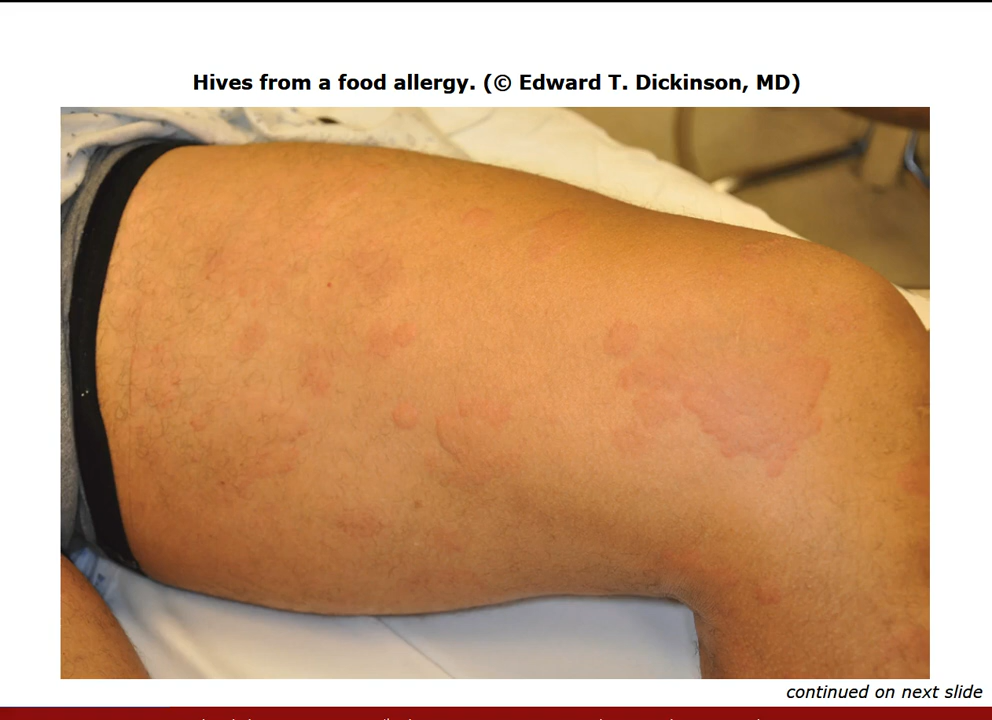 Hives from a food allergy. (© Edward T. Dickinson, MD)
continued on next slide